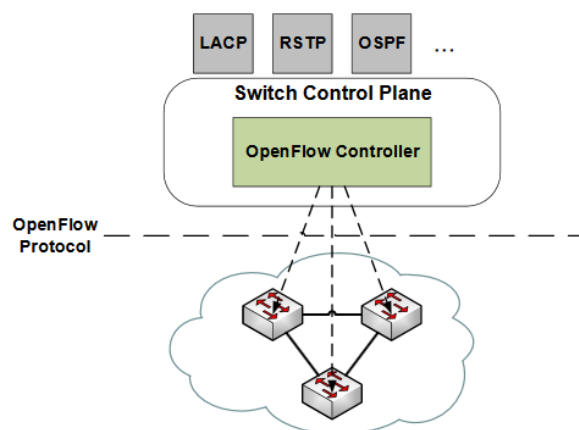 LACP RSTP OSPF ...
Switch Control Plane
OpenFlow Controller
OpenFlow
Protocol